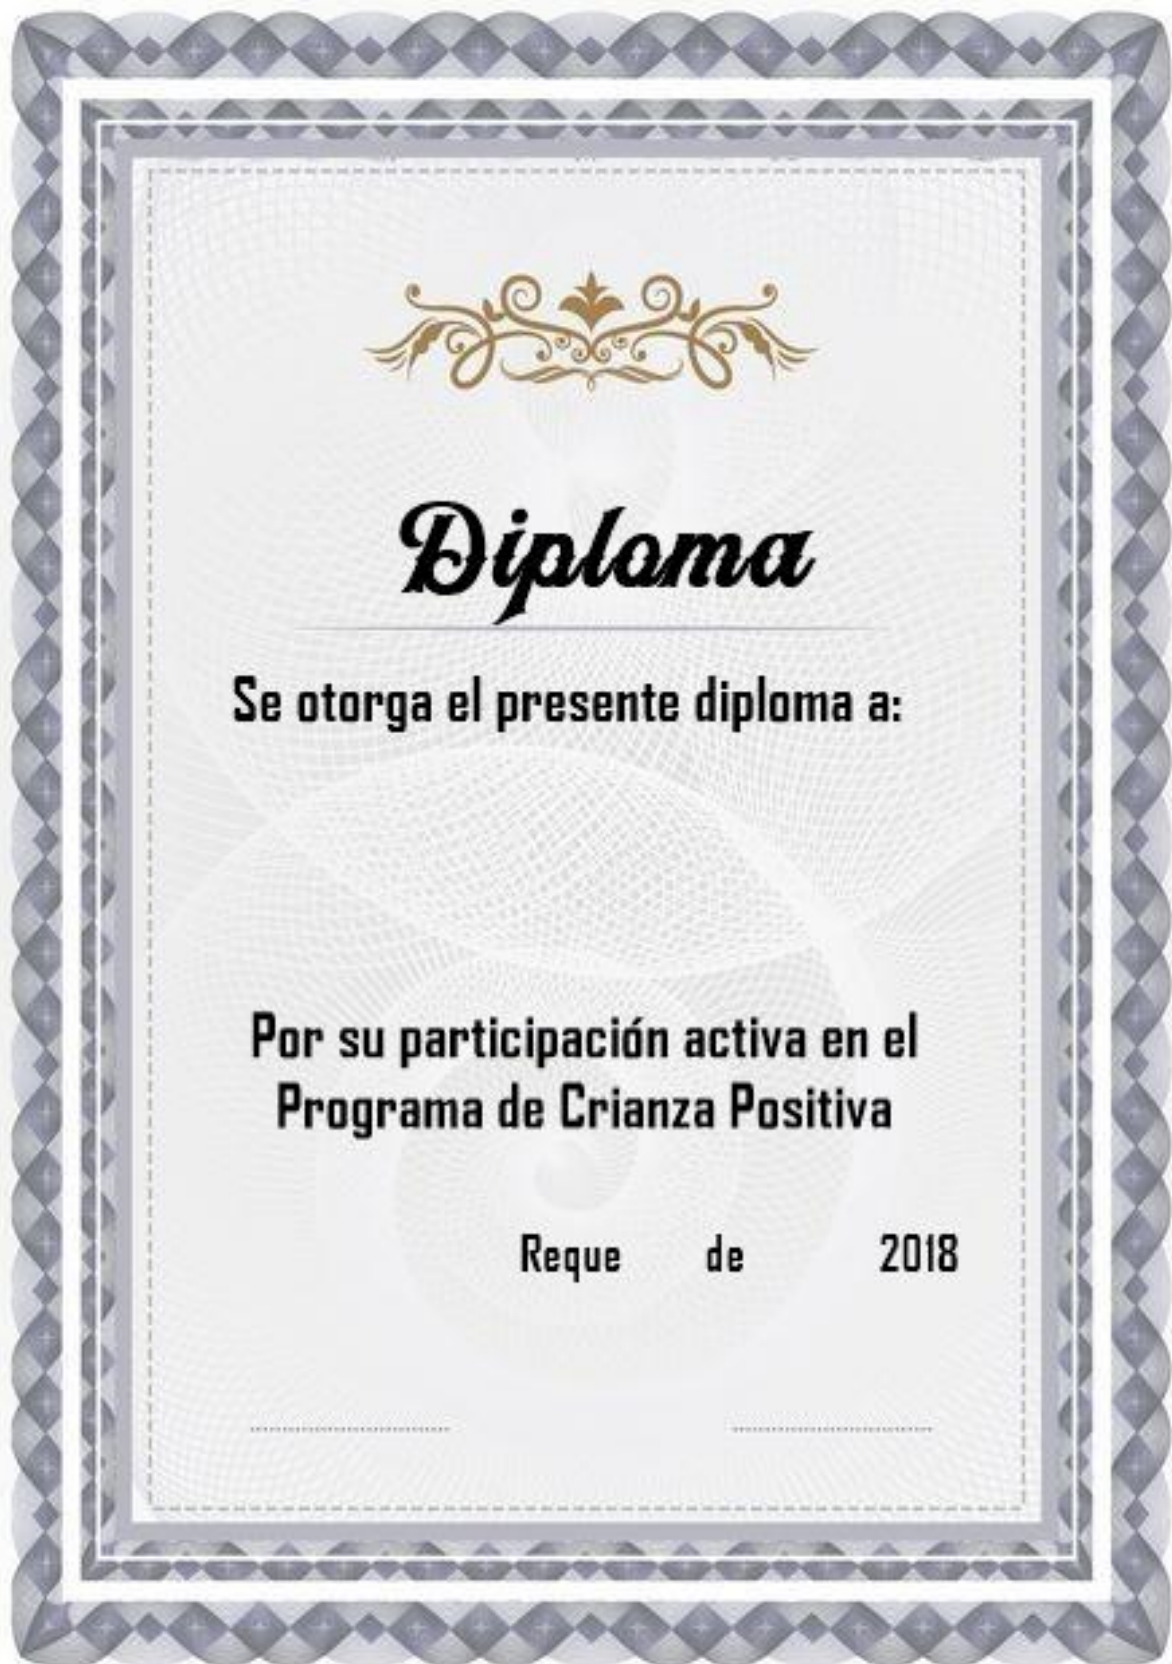 Diploma
Se otorga el presente diploma a:
Por su participación activa en el
Programa de Crianza Positiva
Reque de 2018